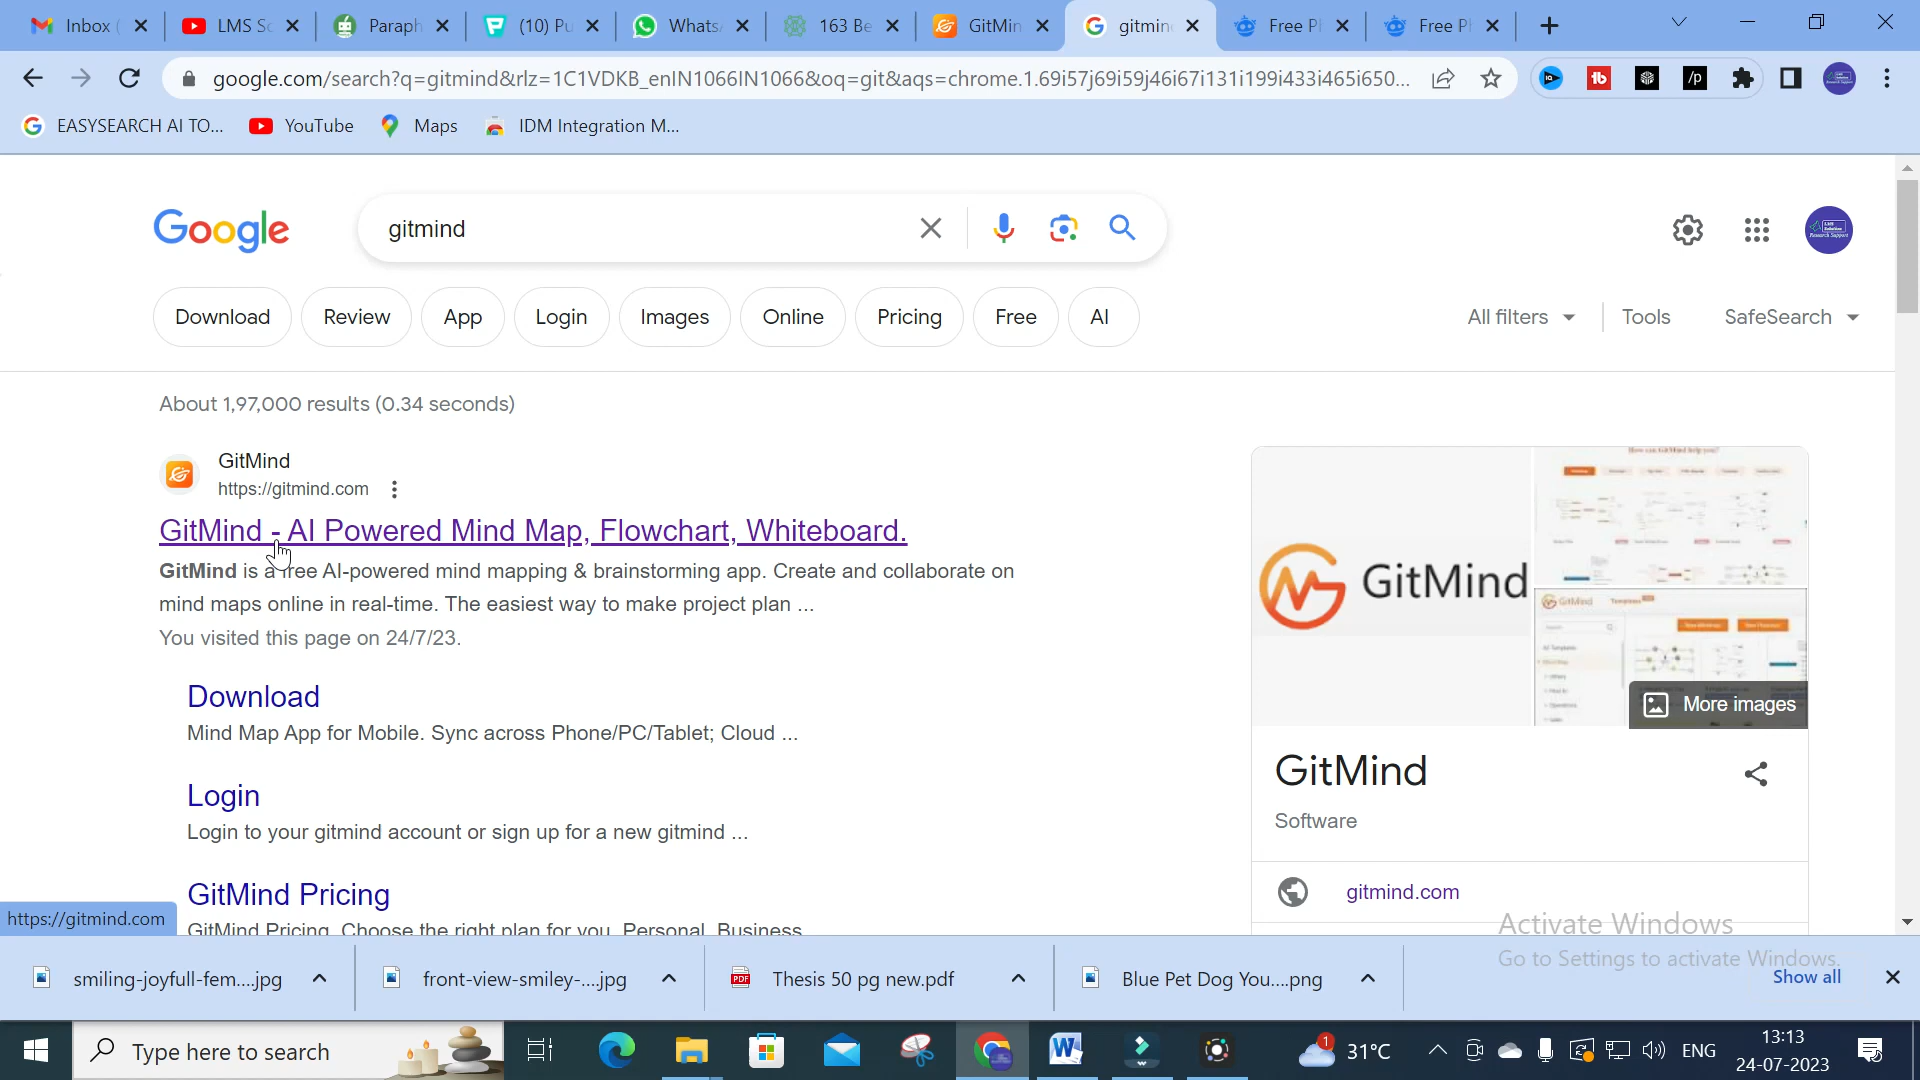 Inbox (
LMS Sc
Paraph
(10) Pu
Whats
163 Be
GitMin
gitmin
Free Pl
Free Pl
google.com/search?q=gitmind&rlz=1C1VDKB_enIN1066IN1066&oq=git&aqs=chrome.1.69i57j69i59j46i67i131i199i433i465i650...
EASYSEARCH AI TO...
YouTube
Maps
IDM Integration M...
Google
gitmind
Download
Review
App
Login
Images
Online
Pricing
Free
AI
All filters
Tools
SafeSearch
About 1,97,000 results (0.34 seconds)
GitMind
https://gitmind.com
GitMind - AI Powered Mind Map, Flowchart, Whiteboard.
GitMind is a free AI-powered mind mapping & brainstorming app. Create and collaborate on
mind maps online in real-time. The easiest way to make project plan ...
You visited this page on 24/7/23.
Download
Mind Map App for Mobile. Sync across Phone/PC/Tablet; Cloud ...
Login
Login to your gitmind account or sign up for a new gitmind ...
GitMind Pricing
GitMind Pricing. Choose the right plan for you. Personal. Business
https://gitmind.com
How can GitMind help you?
GitMind
GitMind
Templates
More images
GitMind
Software
gitmind.com
Activate Windows
Go to Settings to activate Windows.
smiling-joyfull-fem....jpg
front-view-smiley-....jpg
Thesis 50 pg new.pdf
Blue Pet Dog You....png
Show all
Type here to search
1
31°C
ENG
13:13
24-07-2023